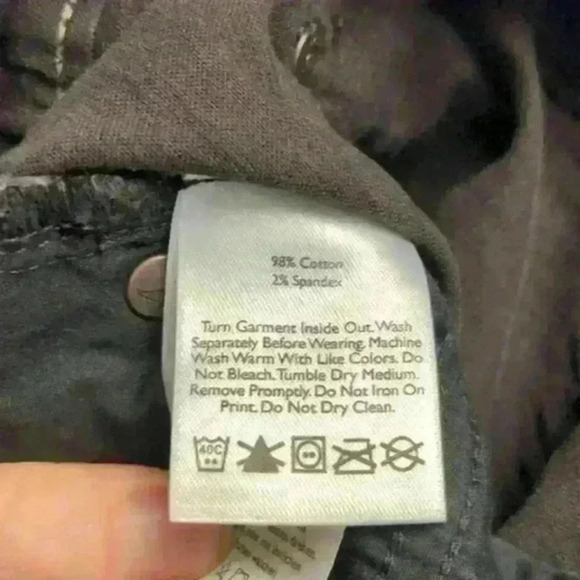 98% Cotton
2% Spandex
Turn Garment Inside Out. Wash
Separately Before Wearing. Machine
Wash Warm With Like Colors. Do
Not Bleach. Tumble Dry Medium.
Remove Promptly. Do Not Iron On
Print. Do Not Dry Clean.
40C